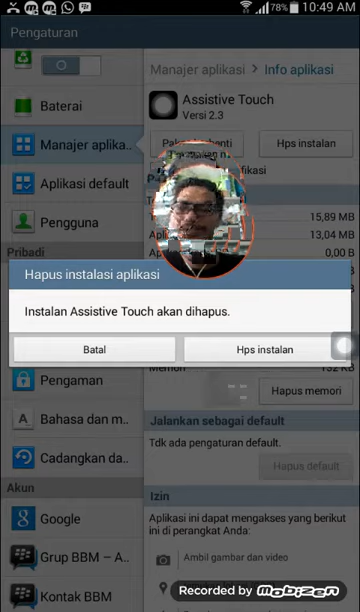 78% 10:49 AM
Pengaturan
Manajer aplikasi Info aplikasi
Assistive Touch
Versi 2.3
Hps instalan
Baterai
Manajer aplika..
Aplikasi default
Pengguna
Pribadi
15,89 MB
13,04 MB
0,00 B
Hapus instalasi aplikasi
Instalan Assistive Touch akan dihapus.
Batal
Hps instalan
Hapus memori
Pengaman
Bahasa dan m..
Cadangkan da..
Akun
Google
Grup BBM – A..
Kontak BBM
Jalankan sebagai default
Tdk ada pengaturan default.
Hapus default
Izin
Aplikasi ini dapat mengakses yang berikut
ini di perangkat Anda:
Ambil gambar dan video
Recorded by Mobizen